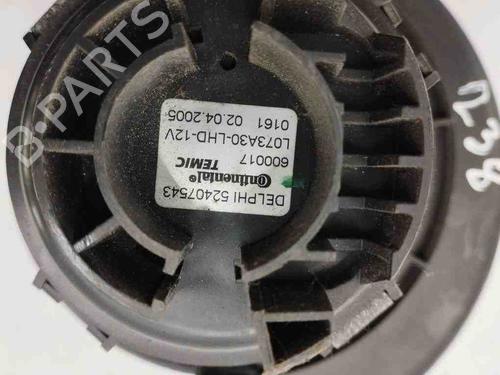 DELPHI 52407543
Continental®
TEMIC
600017
L073A30-LHD-12V
0161 02.04.2005
B-PARTS